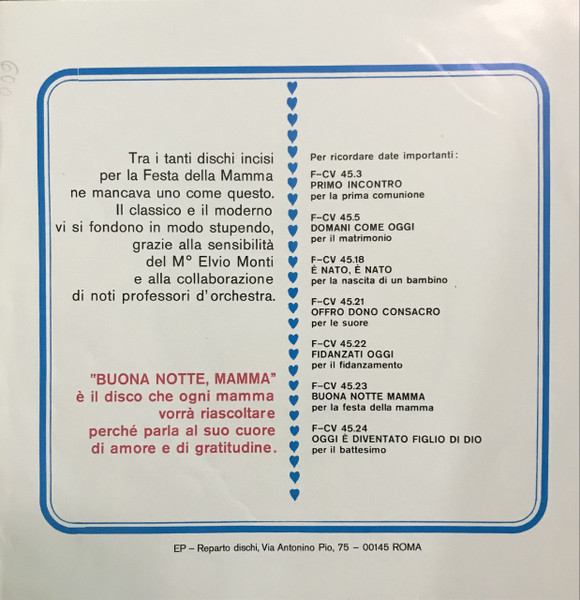 600
Tra i tanti dischi incisi
per la Festa della Mamma
ne mancava uno come questo.
Il classico e il moderno
vi si fondono in modo stupendo,
grazie alla sensibilità
del Mº Elvio Monti
e alla collaborazione
di noti professori d'orchestra.
"BUONA NOTTE, MAMMA"
è il disco che ogni mamma
vorrà riascoltare
perché parla al suo cuore
di amore e di gratitudine.
Per ricordare date importanti:
F-CV 45.3
PRIMO INCONTRO
per la prima comunione
F-CV 45.5
DOMANI COME OGGI
per il matrimonio
F-CV 45.18
È NATO, È NATO
per la nascita di un bambino
F-CV 45.21
OFFRO DONO CONSACRO
per le suore
F-CV 45.22
FIDANZATI OGGI
per il fidanzamento
F-CV 45.23
BUONA NOTTE MAMMA
per la festa della mamma
F-CV 45.24
OGGI È DIVENTATO FIGLIO DI DIO
per il battesimo
EP – Reparto dischi, Via Antonino Pio, 75 – 00145 ROMA